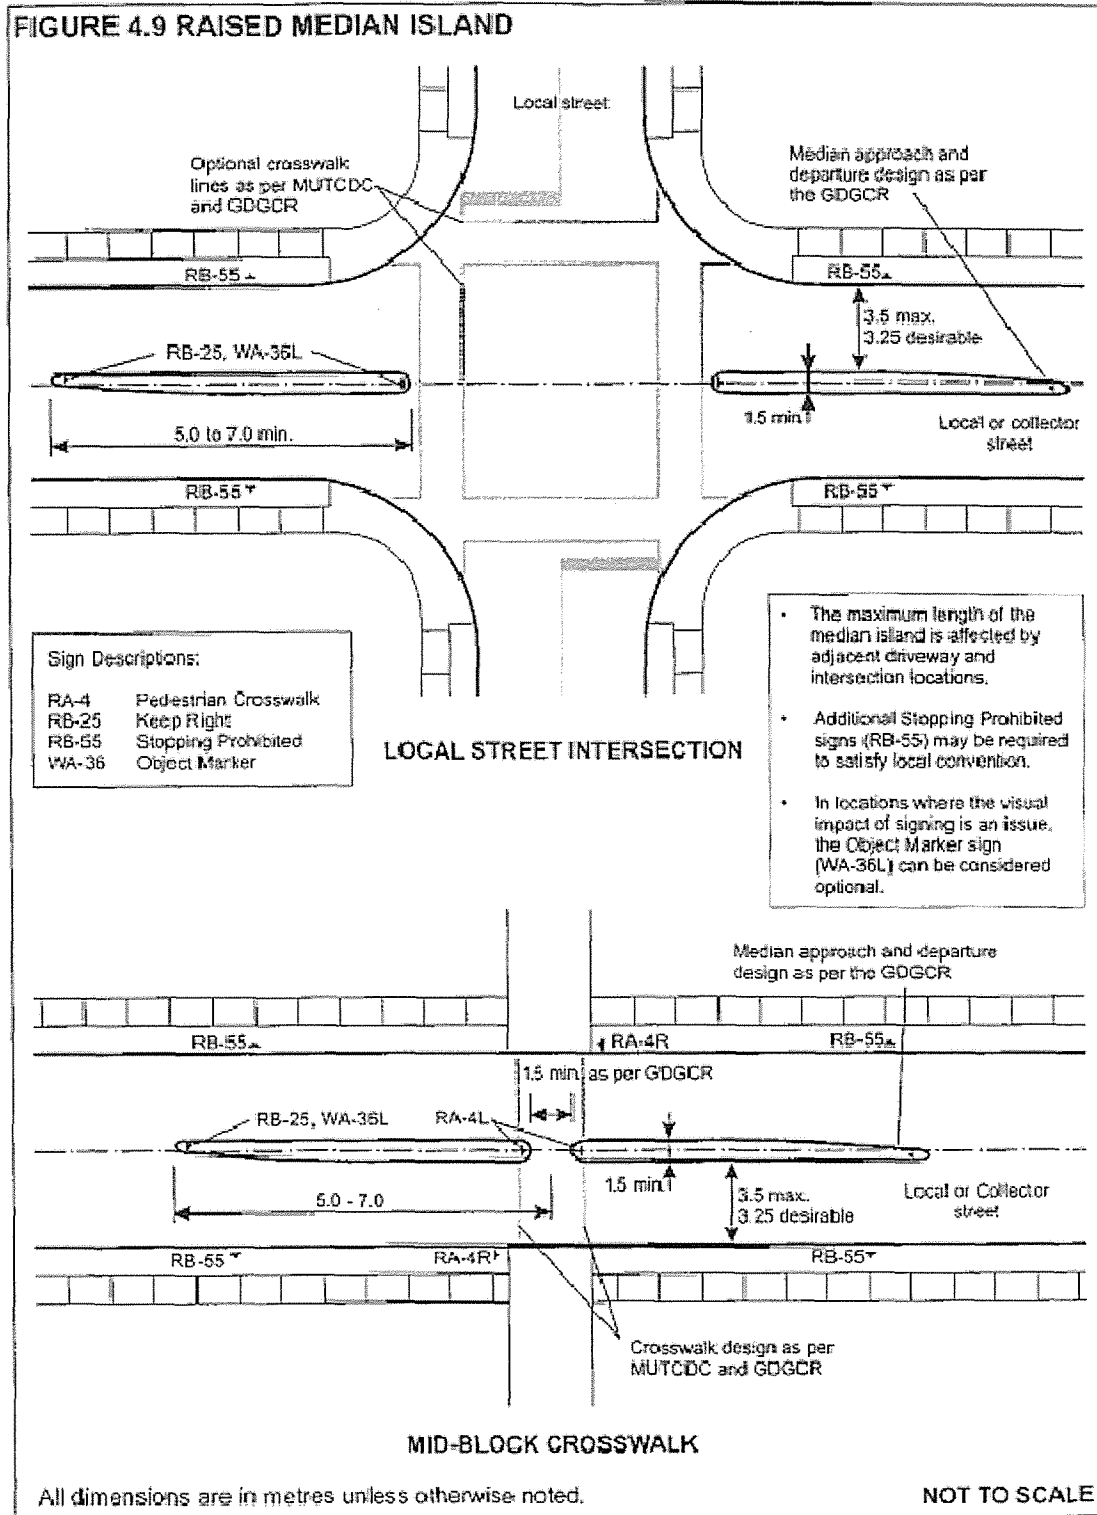 FIGURE 4.9 RAISED MEDIAN ISLAND
Local street
Optional crosswalk
lines as per MUTCDC
and GDGCR
Median approach and
departure design as per
the GDGCR
RB-55
RB-55
3.5 max.
3.25 desirable
RB-25, WA-36L
1.5 min.
5.0 to 7.0 min.
Local or collector
street
RB-55
RB-55
Sign Descriptions:
RA-4 Pedestrian Crosswalk
RB-25 Keep Right
RB-55 Stopping Prohibited
WA-36 Object Marker
LOCAL STREET INTERSECTION
• The maximum length of the
median island is affected by
adjacent driveway and
intersection locations.
• Additional Stopping Prohibited
signs (RB-55) may be required
to satisfy local convention.
• In locations where the visual
impact of signing is an issue,
the Object Marker sign
(WA-36L) can be considered
optional.
Median approach and departure
design as per the GDGCR
RB-55
RA-4R
RB-55
1.5 min. as per GDGCR
RB-25, WA-36L
RA-4L
1.5 min.
5.0 - 7.0
3.5 max.
3.25 desirable
Local or Collector
street
RB-55
RA-4R
RB-55
Crosswalk design as per
MUTCDC and GDGCR
MID-BLOCK CROSSWALK
All dimensions are in metres unless otherwise noted.
NOT TO SCALE